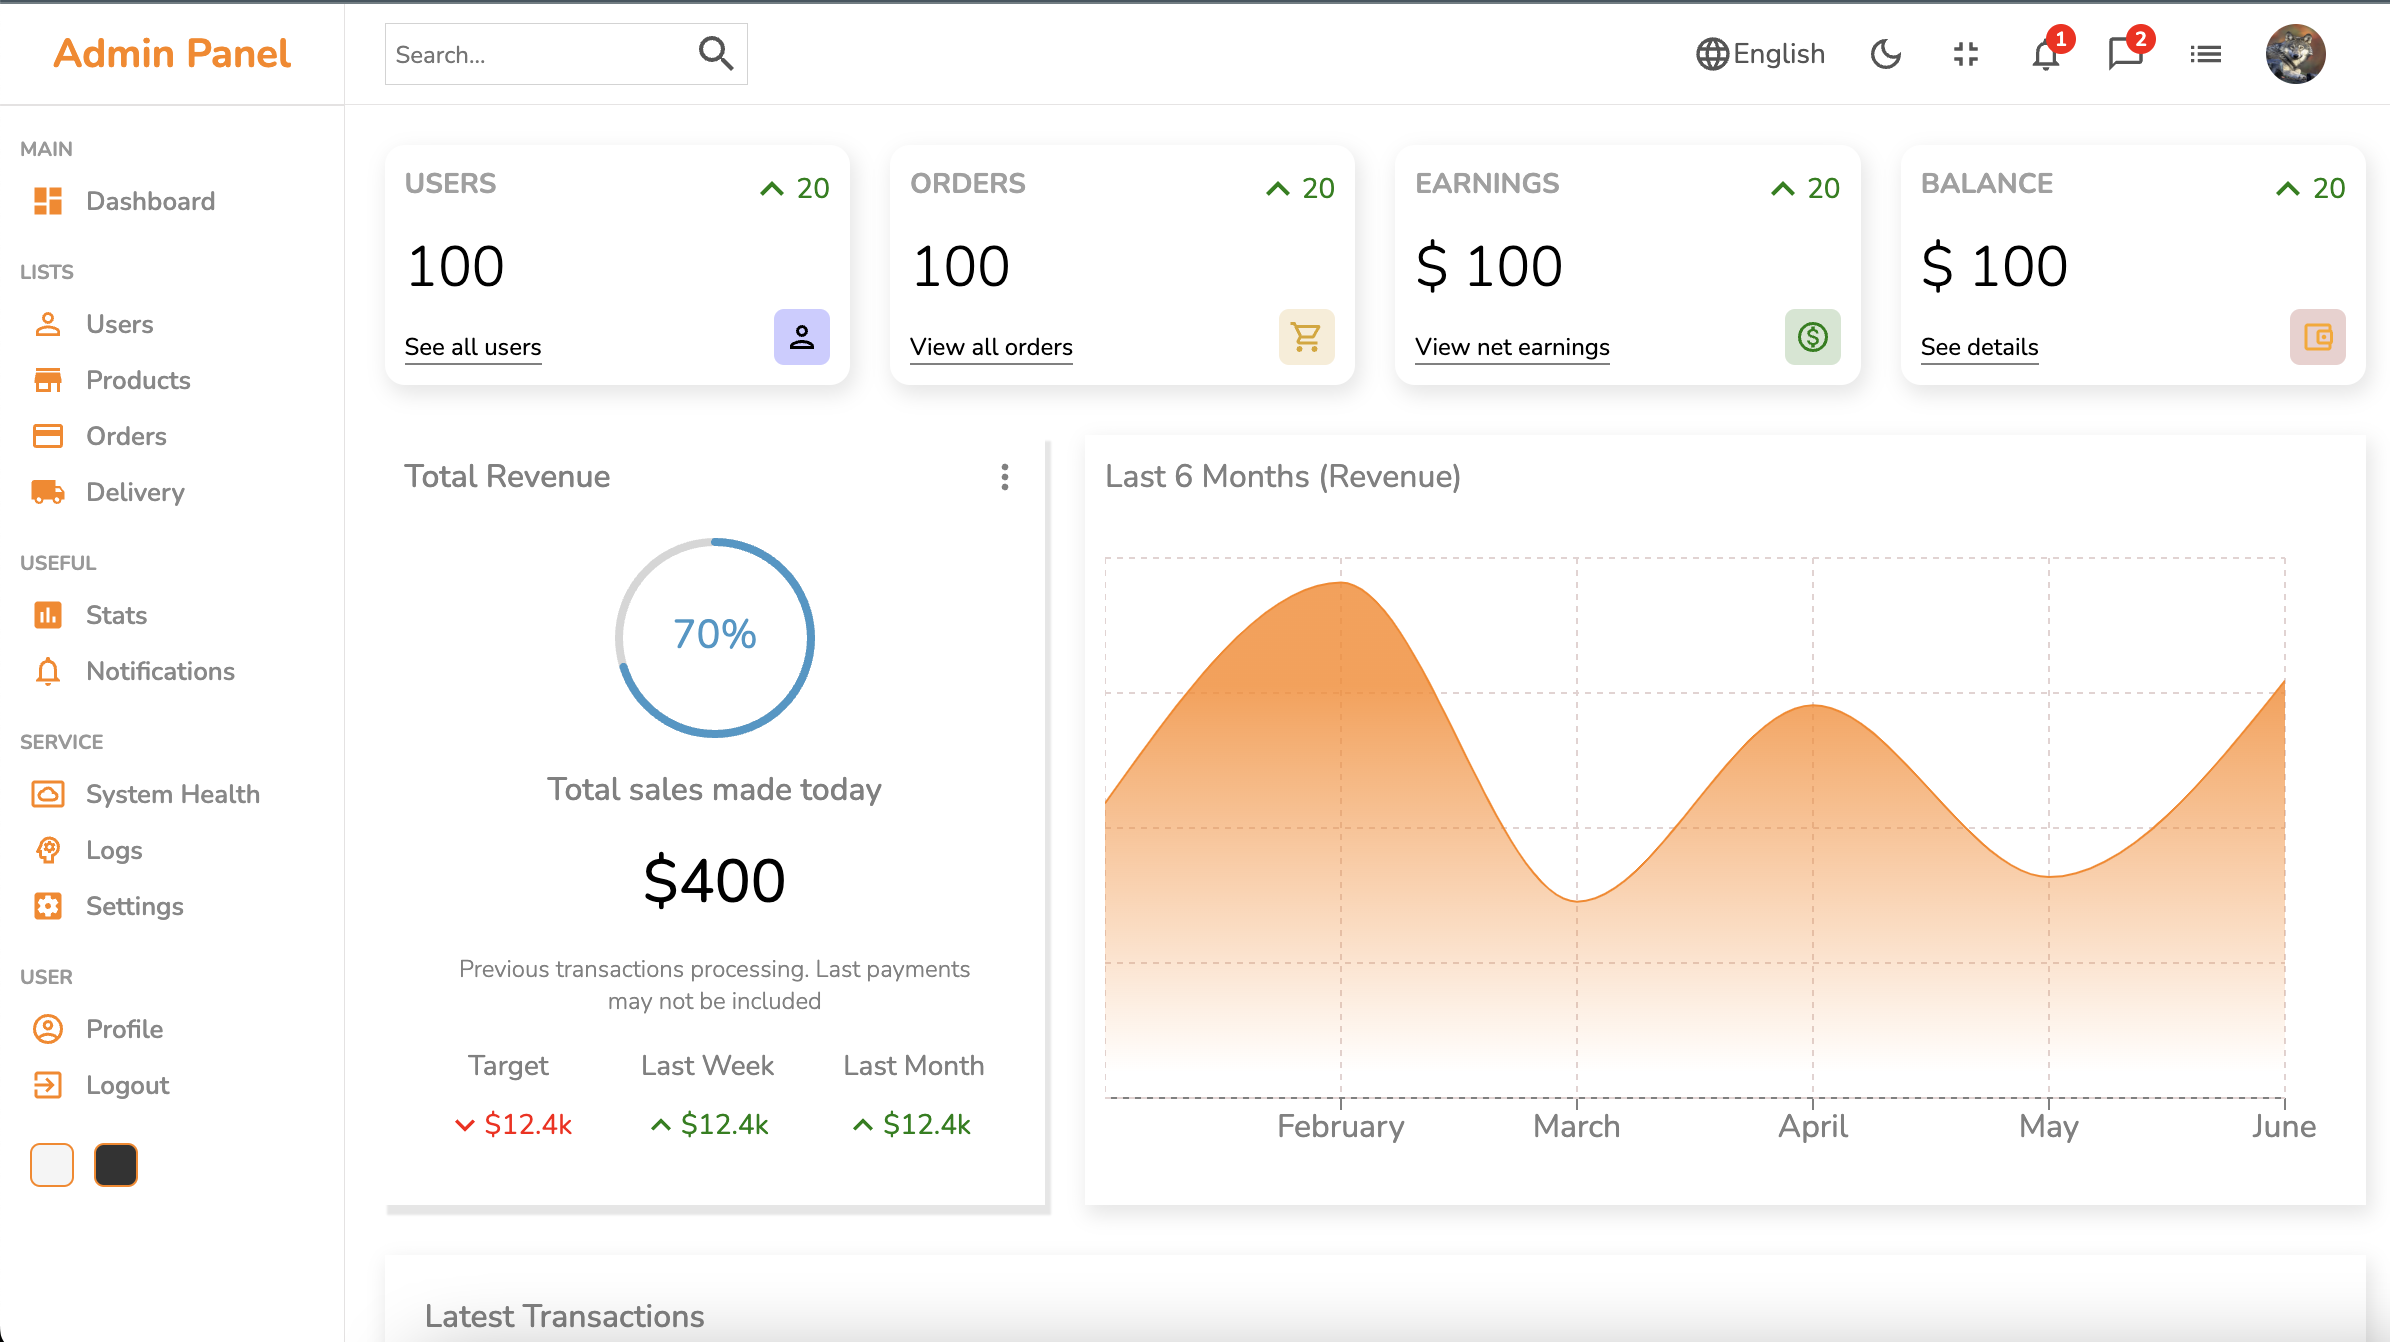 Admin Panel
Search...
English
1
2
MAIN
Dashboard
LISTS
Users
Products
Orders
Delivery
USEFUL
Stats
Notifications
SERVICE
System Health
Logs
Settings
USER
Profile
Logout
USERS
20
100
See all users
ORDERS
20
100
View all orders
EARNINGS
20
$ 100
View net earnings
BALANCE
20
$ 100
See details
Total Revenue
70%
Total sales made today
$400
Previous transactions processing. Last payments
may not be included
Target
Last Week
Last Month
$12.4k
$12.4k
$12.4k
Last 6 Months (Revenue)
February
March
April
May
June
Latest Transactions